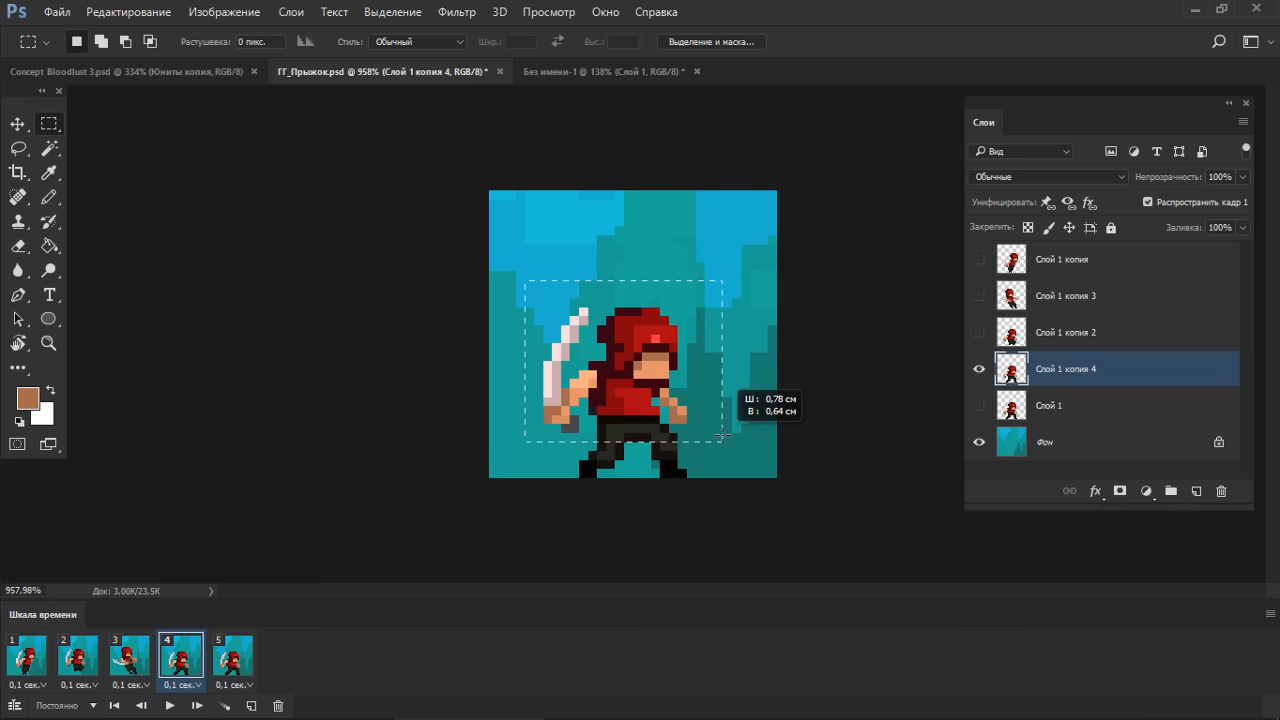 Ps Файл Редактирование Изображение Слои Текст Выделение Фильтр 3D Просмотр Окно Справка
Растушевка: 0 пикс. Стиль: Обычный Шир.: Выс.: Выделение и маска...
Concept Bloodlust 3.psd @ 334% (Юниты копия, RGB/8) ГГ_Прыжок.psd @ 958% (Слой 1 копия 4, RGB/8) * Без имени-1 @ 138% (Слой 1, RGB/8) *
Слои
Вид
Обычные Непрозрачность: 100%
Унифицировать: Распространить кадр 1
Закрепить: Заливка: 100%
Слой 1 копия
Слой 1 копия 3
Слой 1 копия 2
Слой 1 копия 4
Слой 1
Фон
Ш: 0,78 см
В: 0,64 см
957,98% Док: 3,00K/23,5K
Шкала времени
1 2 3 4 5
0,1 сек. 0,1 сек. 0,1 сек. 0,1 сек. 0,1 сек.
Постоянно